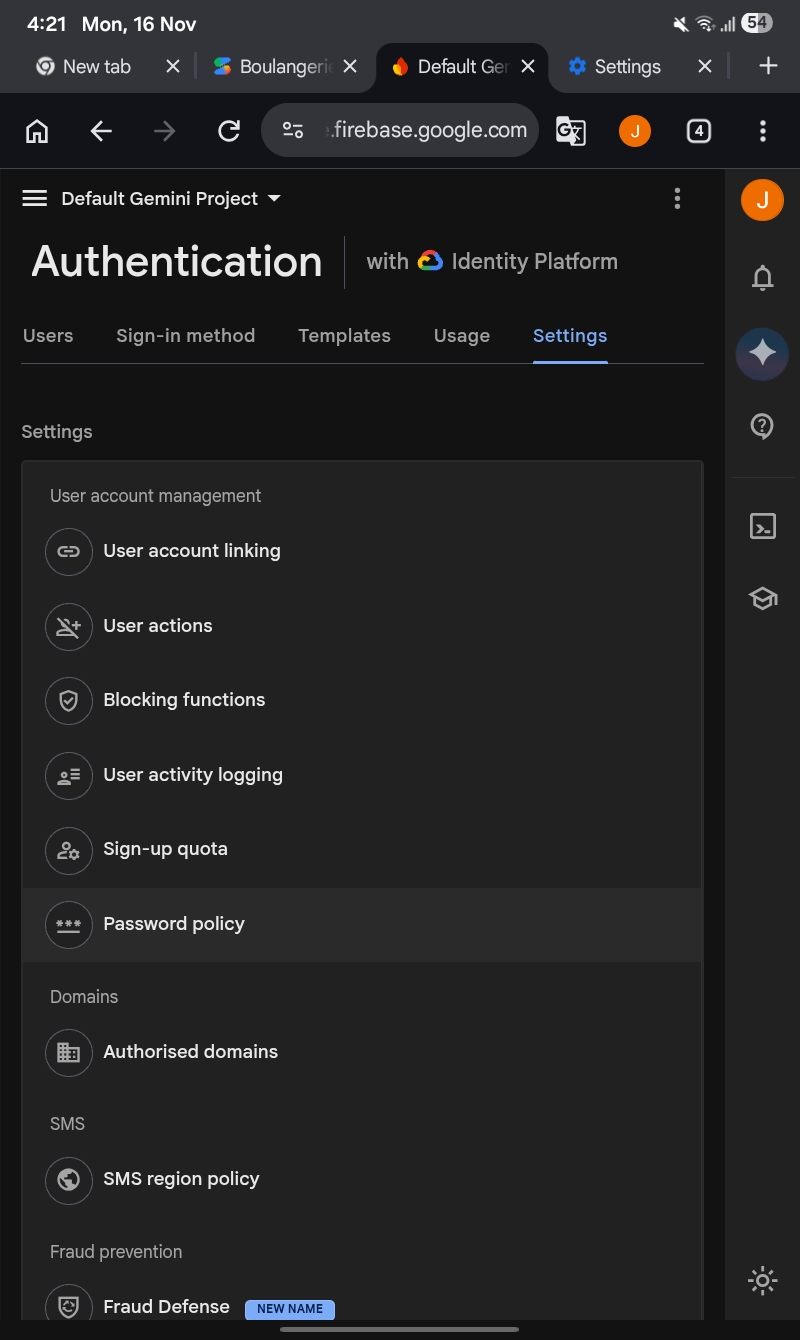 4:21 Mon, 16 Nov 54
New tab Boulangerie Default Ger Settings
.firebase.google.com J 4
Default Gemini Project J
Authentication with Identity Platform
Users Sign-in method Templates Usage Settings
Settings
User account management
User account linking
User actions
Blocking functions
User activity logging
Sign-up quota
*** Password policy
Domains
Authorised domains
SMS
SMS region policy
Fraud prevention
Fraud Defense NEW NAME